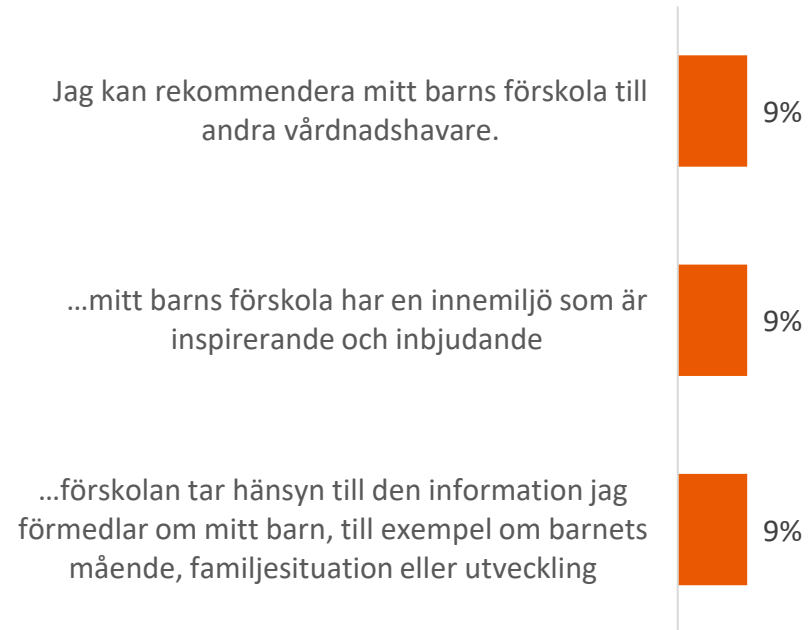 Jag kan rekommendera mitt barns förskola till
andra vårdnadshavare.
9%
…mitt barns förskola har en innemiljö som är
inspirerande och inbjudande
9%
…förskolan tar hänsyn till den information jag
förmedlar om mitt barn, till exempel om barnets
mående, familjesituation eller utveckling
9%